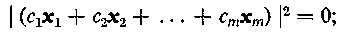 | (c₁x₁ + c₂x₂ + . . . + cₘxₘ) |² = 0;